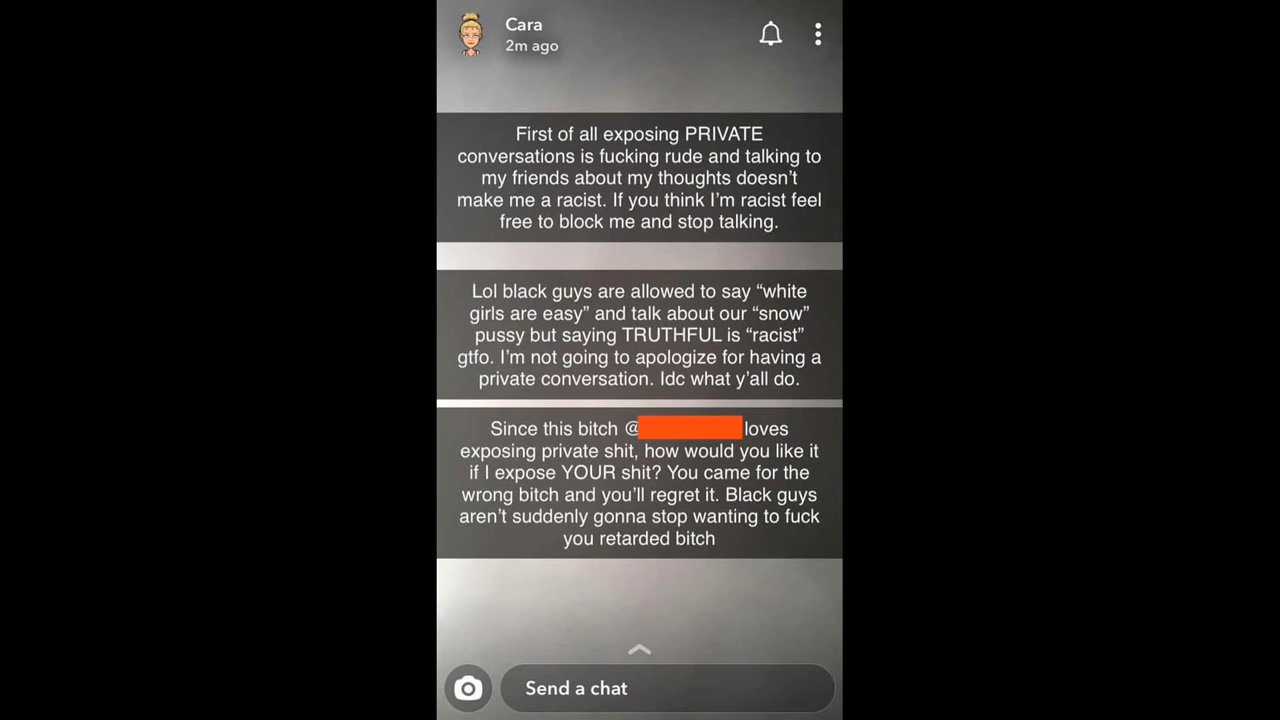 Cara
2m ago
First of all exposing PRIVATE
conversations is fucking rude and talking to
my friends about my thoughts doesn’t
make me a racist. If you think I’m racist feel
free to block me and stop talking.
Lol black guys are allowed to say “white
girls are easy” and talk about our “snow”
pussy but saying TRUTHFUL is “racist”
gtfo. I’m not going to apologize for having a
private conversation. Idc what y’all do.
Since this bitch @ loves
exposing private shit, how would you like it
if I expose YOUR shit? You came for the
wrong bitch and you’ll regret it. Black guys
aren’t suddenly gonna stop wanting to fuck
you retarded bitch
Send a chat